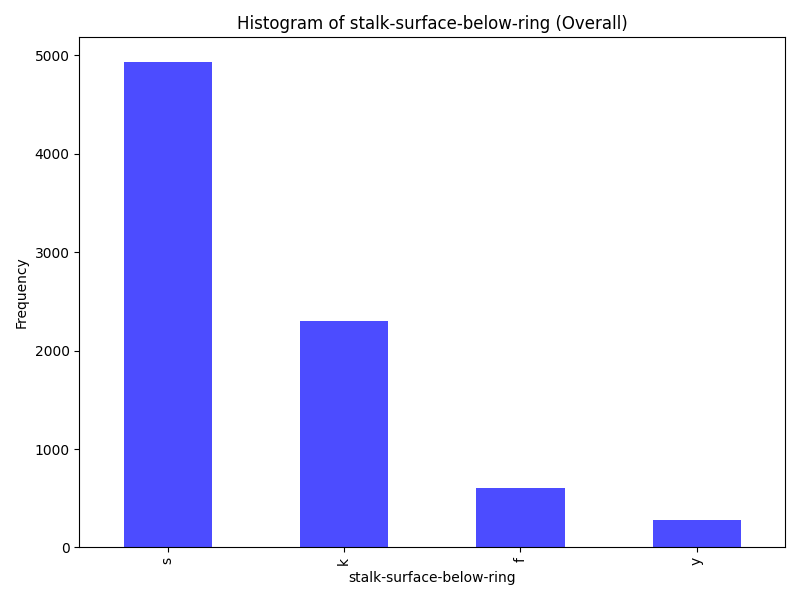 Histogram of stalk-surface-below-ring (Overall)
5000
4000
3000
2000
1000
0
Frequency
s
k
f
y
stalk-surface-below-ring